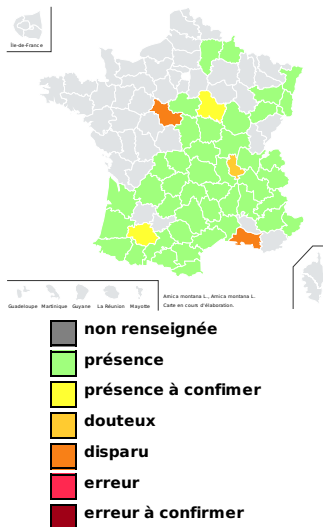 Île-de-France
Guadeloupe Martinique Guyane La Réunion Mayotte
Arnica montana L., Arnica montana L.
Carte en cours d'élaboration.
non renseignée
présence
présence à confimer
douteux
disparu
erreur
erreur à confirmer